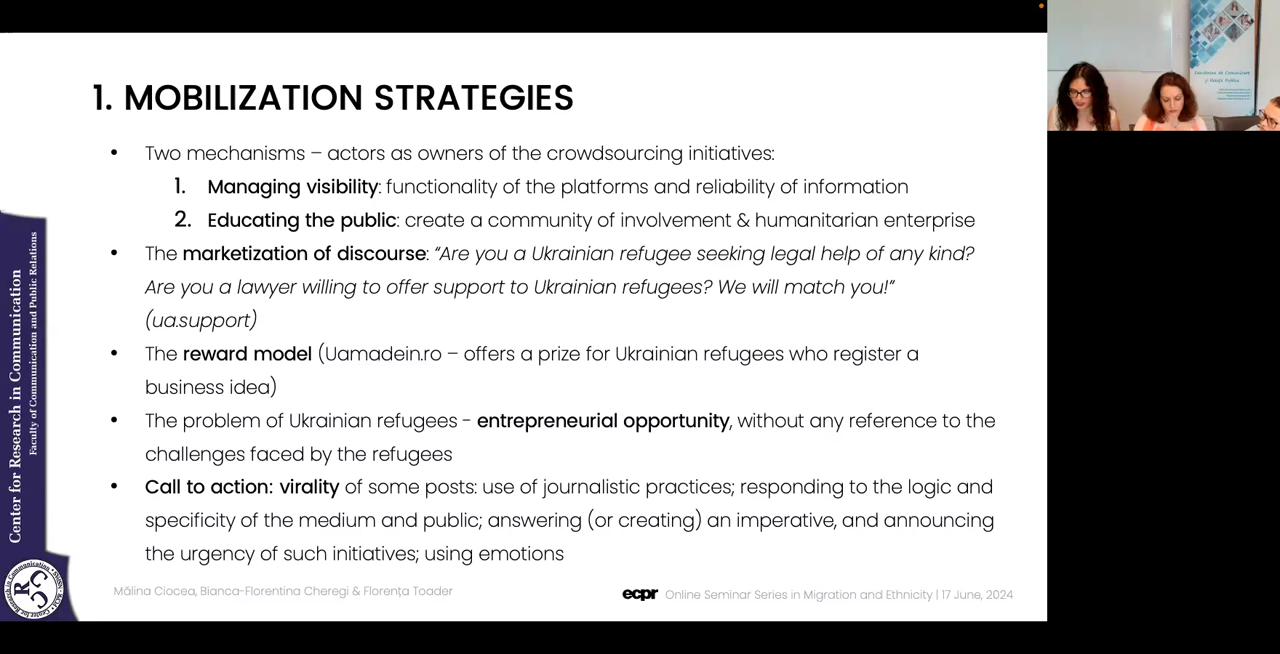 1. MOBILIZATION STRATEGIES
• Two mechanisms – actors as owners of the crowdsourcing initiatives:
1. Managing visibility: functionality of the platforms and reliability of information
2. Educating the public: create a community of involvement & humanitarian enterprise
• The marketization of discourse: “Are you a Ukrainian refugee seeking legal help of any kind?
Are you a lawyer willing to offer support to Ukrainian refugees? We will match you!”
(ua.support)
• The reward model (Uamadein.ro – offers a prize for Ukrainian refugees who register a
business idea)
• The problem of Ukrainian refugees - entrepreneurial opportunity, without any reference to the
challenges faced by the refugees
• Call to action: virality of some posts: use of journalistic practices; responding to the logic and
specificity of the medium and public; answering (or creating) an imperative, and announcing
the urgency of such initiatives; using emotions
Mălina Ciocea, Bianca-Florentina Cheregi & Florența Toader
ecpr Online Seminar Series in Migration and Ethnicity | 17 June, 2024
Center for Research in Communication
Faculty of Communication and Public Relations